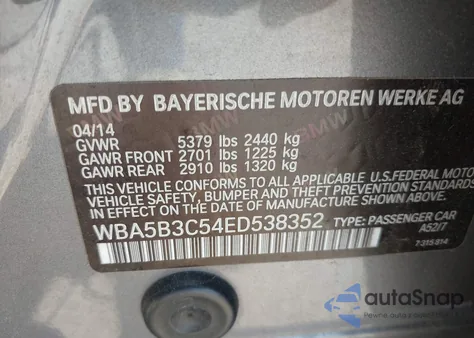 MFD BY BAYERISCHE MOTOREN WERKE AG
04/14
GVWR 5379 lbs 2440 kg
GAWR FRONT 2701 lbs 1225 kg
GAWR REAR 2910 lbs 1320 kg
THIS VEHICLE CONFORMS TO ALL APPLICABLE U.S. FEDERAL MOTOR
VEHICLE SAFETY, BUMPER AND THEFT PREVENTION STANDARDS
IN EFFECT ON THE DATE OF MANUFACTURE SHOWN ABOVE.
WBA5B3C54ED538352 TYPE: PASSENGER CAR
A52/7
7 315 814
autoSnap